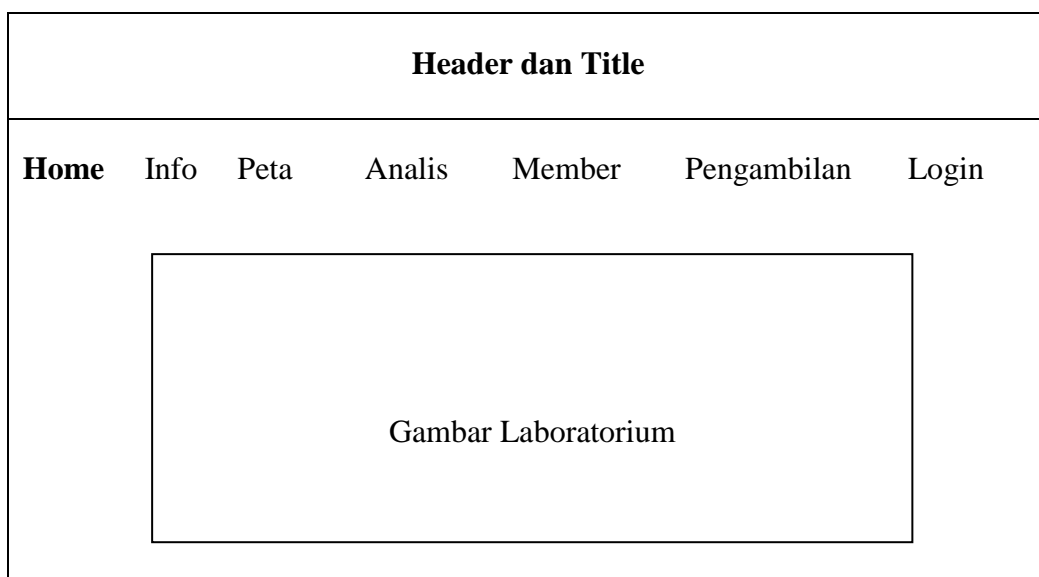 Header dan Title
Home Info Peta Analis Member Pengambilan Login
Gambar Laboratorium